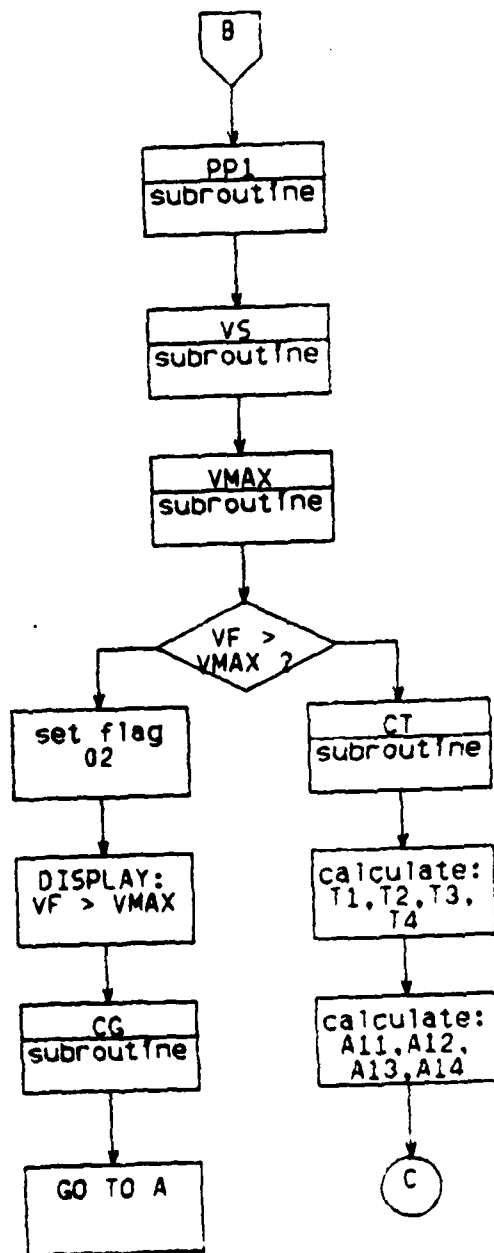 B
PP1
subroutine
VS
subroutine
VMAX
subroutine
VF >
VMAX ?
set flag
02
DISPLAY:
VF > VMAX
CG
subroutine
GO TO A
CT
subroutine
calculate:
T1,T2,T3,
T4
calculate:
A11,A12,
A13,A14
C